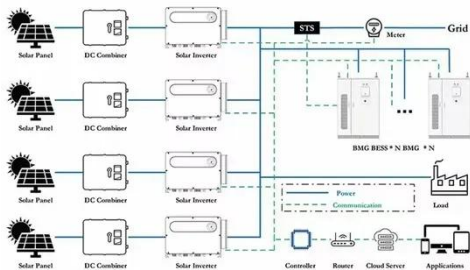 STS
Meter
Grid
Solar Panel
DC Combiner
Solar Inverter
Solar Panel
DC Combiner
Solar Inverter
BMG BESS * N BMG * N
Solar Panel
DC Combiner
Solar Inverter
Power
Communication
Load
Solar Panel
DC Combiner
Solar Inverter
Controller
Router
Cloud Server
Applications